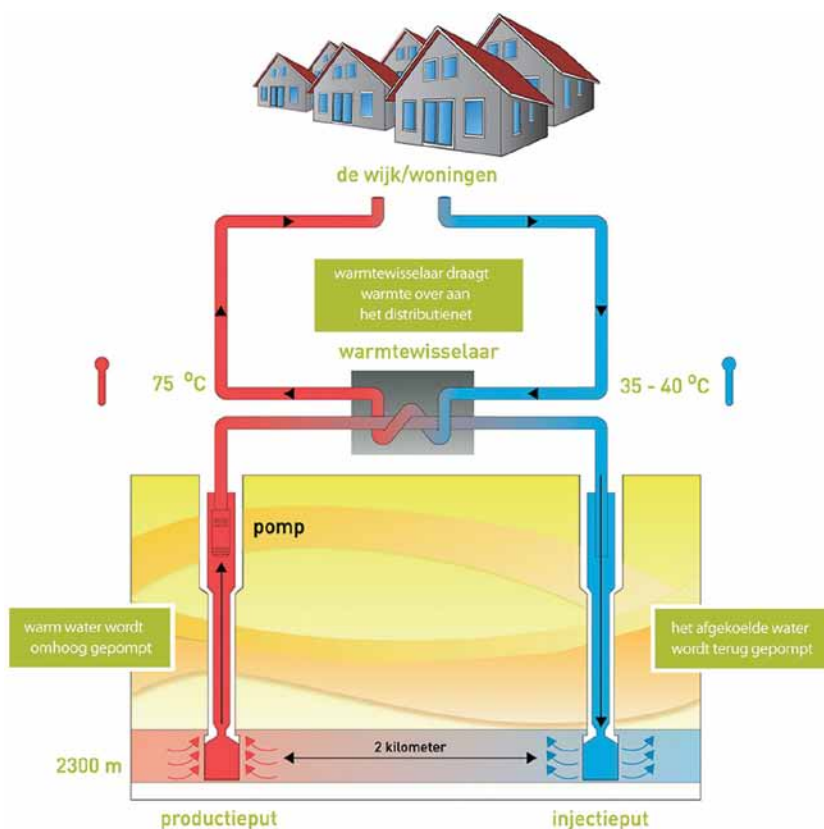 de wijk/woningen
warmtewisselaar draagt
warmte over aan
het distributienet
warmtewisselaar
75 °C
35 - 40 °C
pomp
warm water wordt
omhoog gepompt
het afgekoelde water
wordt terug gepompt
2 kilometer
2300 m
productieput
injectieput